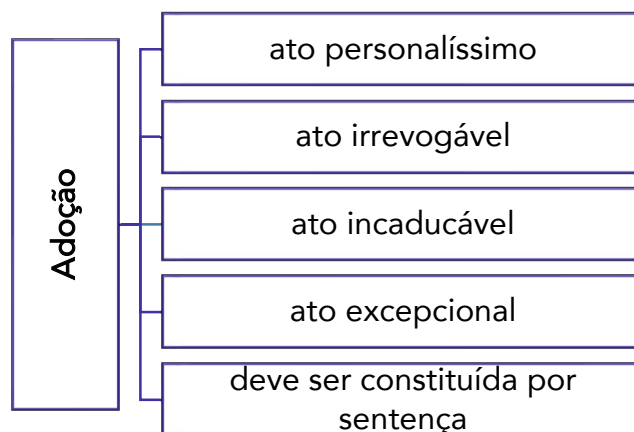 Adoção
ato personalíssimo
ato irrevogável
ato incaducável
ato excepcional
deve ser constituída por
sentença